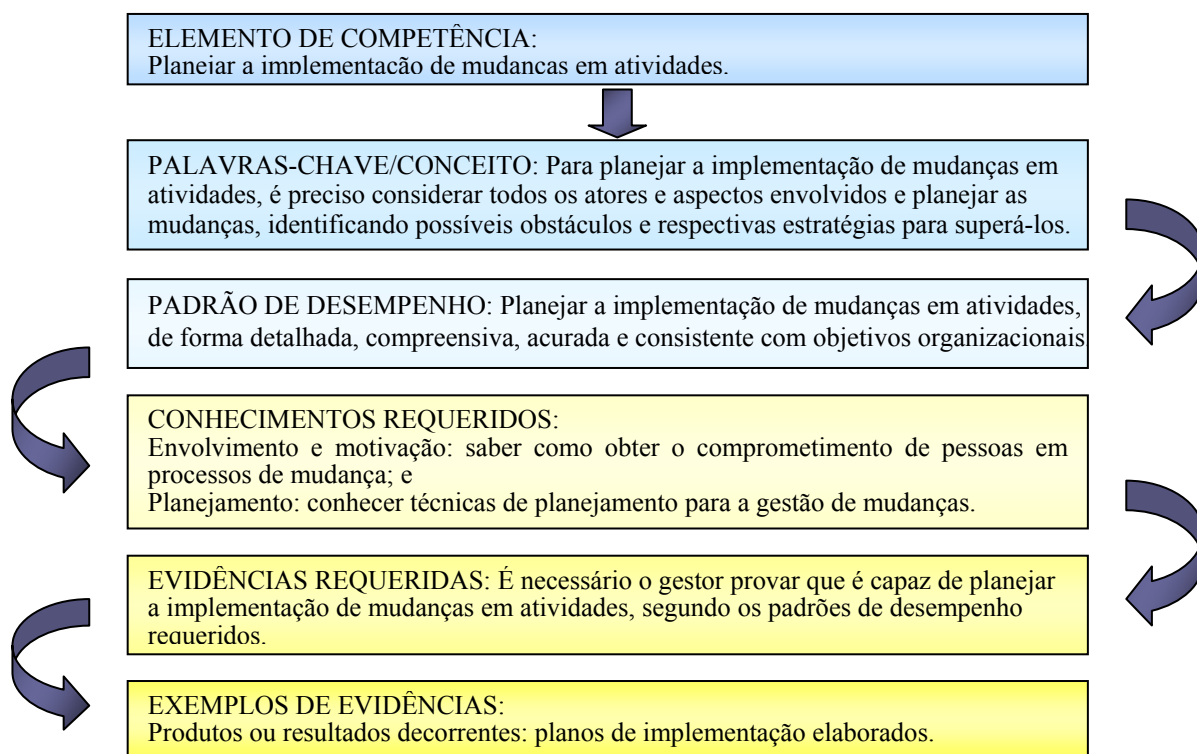 ELEMENTO DE COMPETÊNCIA:
Planejar a implementação de mudanças em atividades.
PALAVRAS-CHAVE/CONCEITO: Para planejar a implementação de mudanças em
atividades, é preciso considerar todos os atores e aspectos envolvidos e planejar as
mudanças, identificando possíveis obstáculos e respectivas estratégias para superá-los.
PADRÃO DE DESEMPENHO: Planejar a implementação de mudanças em atividades,
de forma detalhada, compreensiva, acurada e consistente com objetivos organizacionais
CONHECIMENTOS REQUERIDOS:
Envolvimento e motivação: saber como obter o comprometimento de pessoas em
processos de mudança; e
Planejamento: conhecer técnicas de planejamento para a gestão de mudanças.
EVIDÊNCIAS REQUERIDAS: É necessário o gestor provar que é capaz de planejar
a implementação de mudanças em atividades, segundo os padrões de desempenho
requeridos.
EXEMPLOS DE EVIDÊNCIAS:
Produtos ou resultados decorrentes: planos de implementação elaborados.